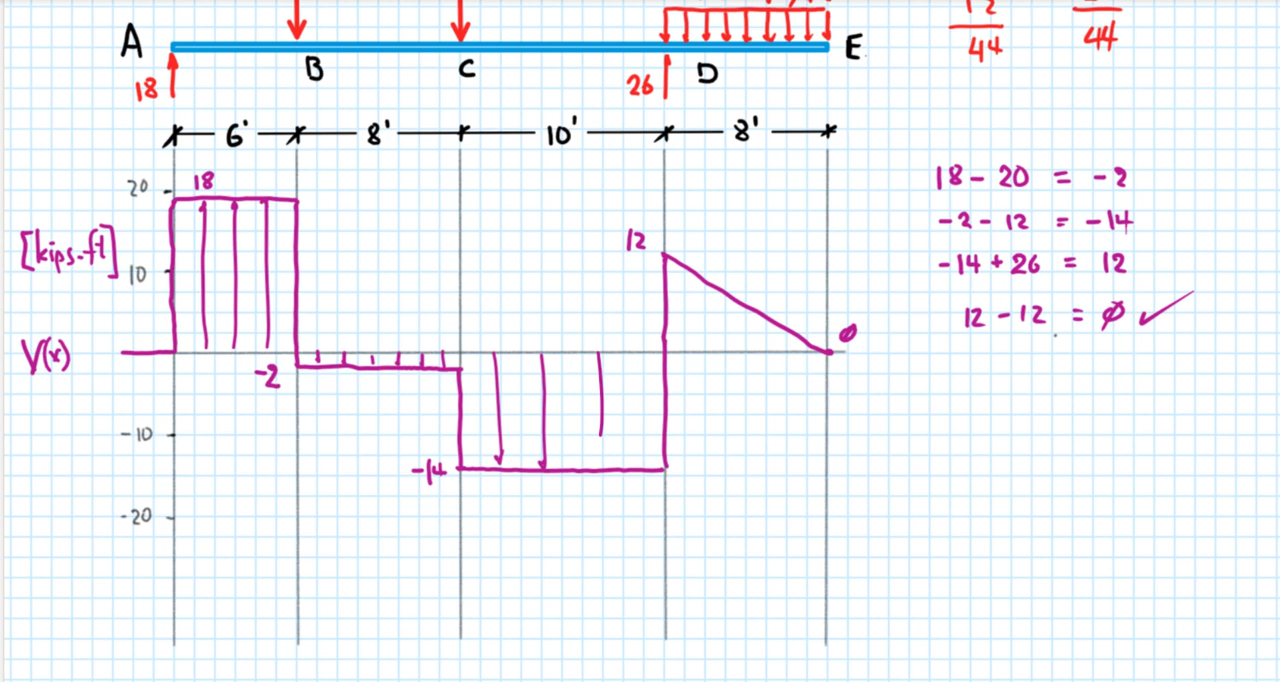 A
E
B
C
D
18
26
44
44
6' 8' 10' 8'
20
18
[kips-ft]
10
12
V(x)
-2
0
-10
-14
-20
18 - 20 = -2
-2 - 12 = -14
-14 + 26 = 12
12 - 12 = ∅ ✓